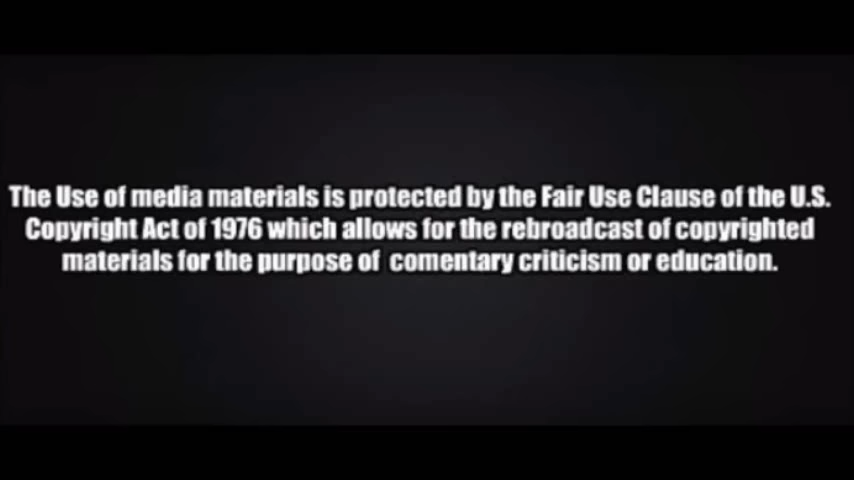 The Use of media materials is protected by the Fair Use Clause of the U.S.
Copyright Act of 1976 which allows for the rebroadcast of copyrighted
materials for the purpose of comentary criticism or education.